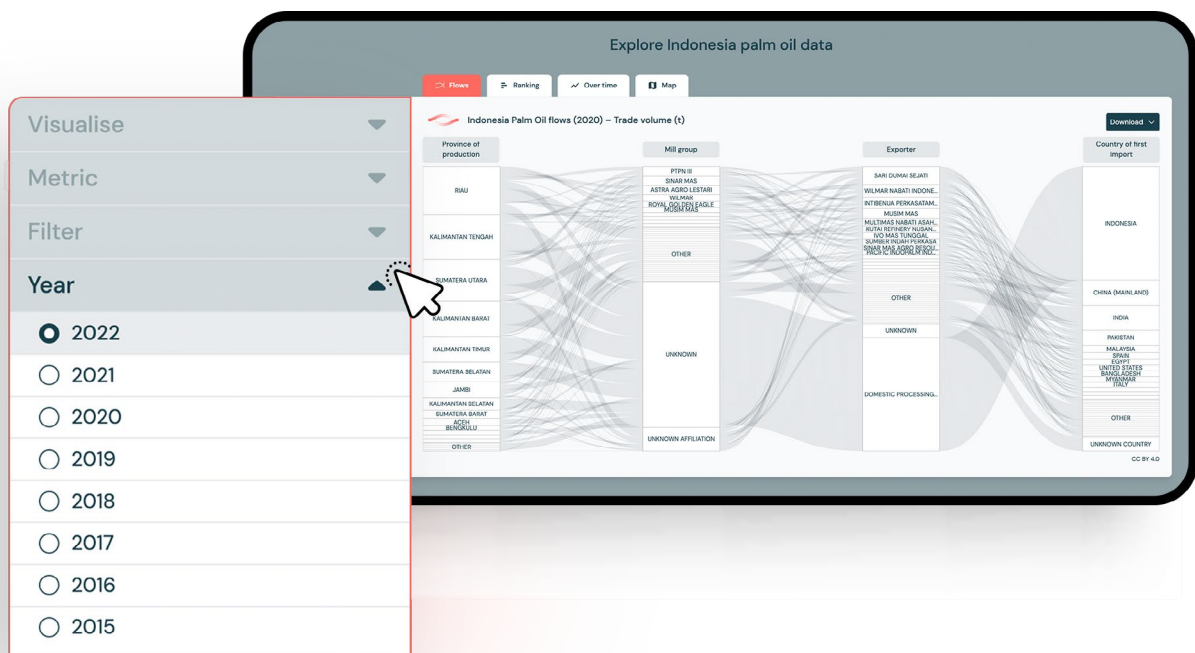 Explore Indonesia palm oil data
Flows
Ranking
Over time
Map
Visualise
Metric
Filter
Year
2022
2021
2020
2019
2018
2017
2016
2015
Indonesia Palm Oil flows (2020) – Trade volume (t)
Download
Province of
production
Mill group
Exporter
Country of first
import
RIAU
KALIMANTAN TENGAH
SUMATERA UTARA
KALIMANTAN BARAT
KALIMANTAN TIMUR
SUMATERA SELATAN
JAMBI
KALIMANTAN SELATAN
SUMATERA BARAT
ACEH
BENGKULU
OTHER
PTPN III
SINAR MAS
ASTRA AGRO LESTARI
WILMAR
ROYAL GOLDEN EAGLE
MUSIM MAS
OTHER
UNKNOWN
UNKNOWN AFFILIATION
SARI DUMAI SEJATI
WILMAR NABATI INDONE...
INTIBENUA PERKASATAM...
MUSIM MAS
MULTIMAS NABATI ASAH...
KUTAI REFINERY NUSAN...
IVO MAS TUNGGAL
SUMBER INDAH PERKASA
SINAR MAS AGRO RESOU...
PACIFIC INDOPALM IND...
OTHER
UNKNOWN
DOMESTIC PROCESSING...
INDONESIA
CHINA (MAINLAND)
INDIA
PAKISTAN
MALAYSIA
SPAIN
EGYPT
UNITED STATES
BANGLADESH
MYANMAR
ITALY
OTHER
UNKNOWN COUNTRY
CC BY 4.0